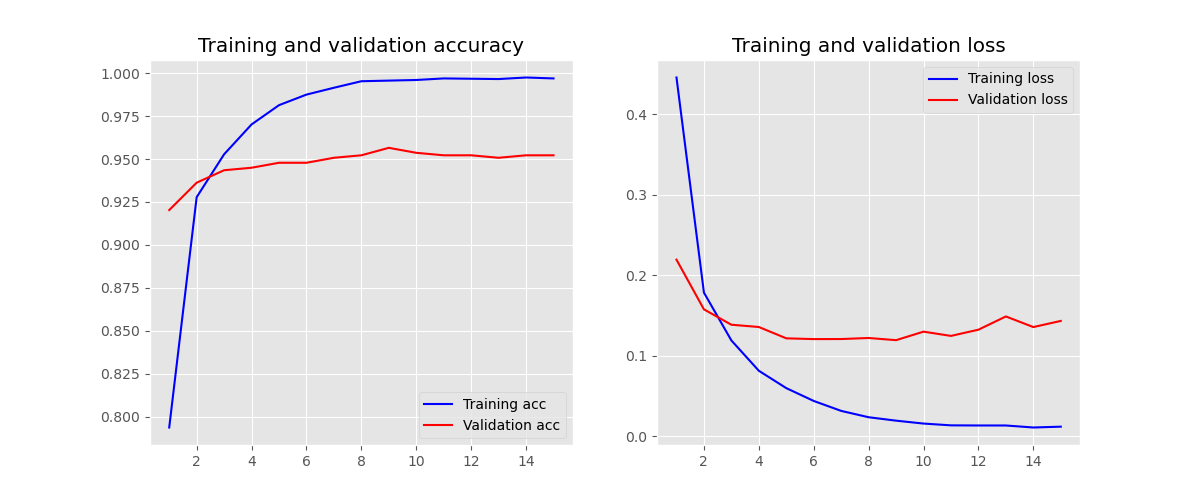 Training and validation accuracy
1.000
0.975
0.950
0.925
0.900
0.875
0.850
0.825
0.800
2 4 6 8 10 12 14
Training acc
Validation acc
Training and validation loss
0.4
0.3
0.2
0.1
0.0
2 4 6 8 10 12 14
Training loss
Validation loss